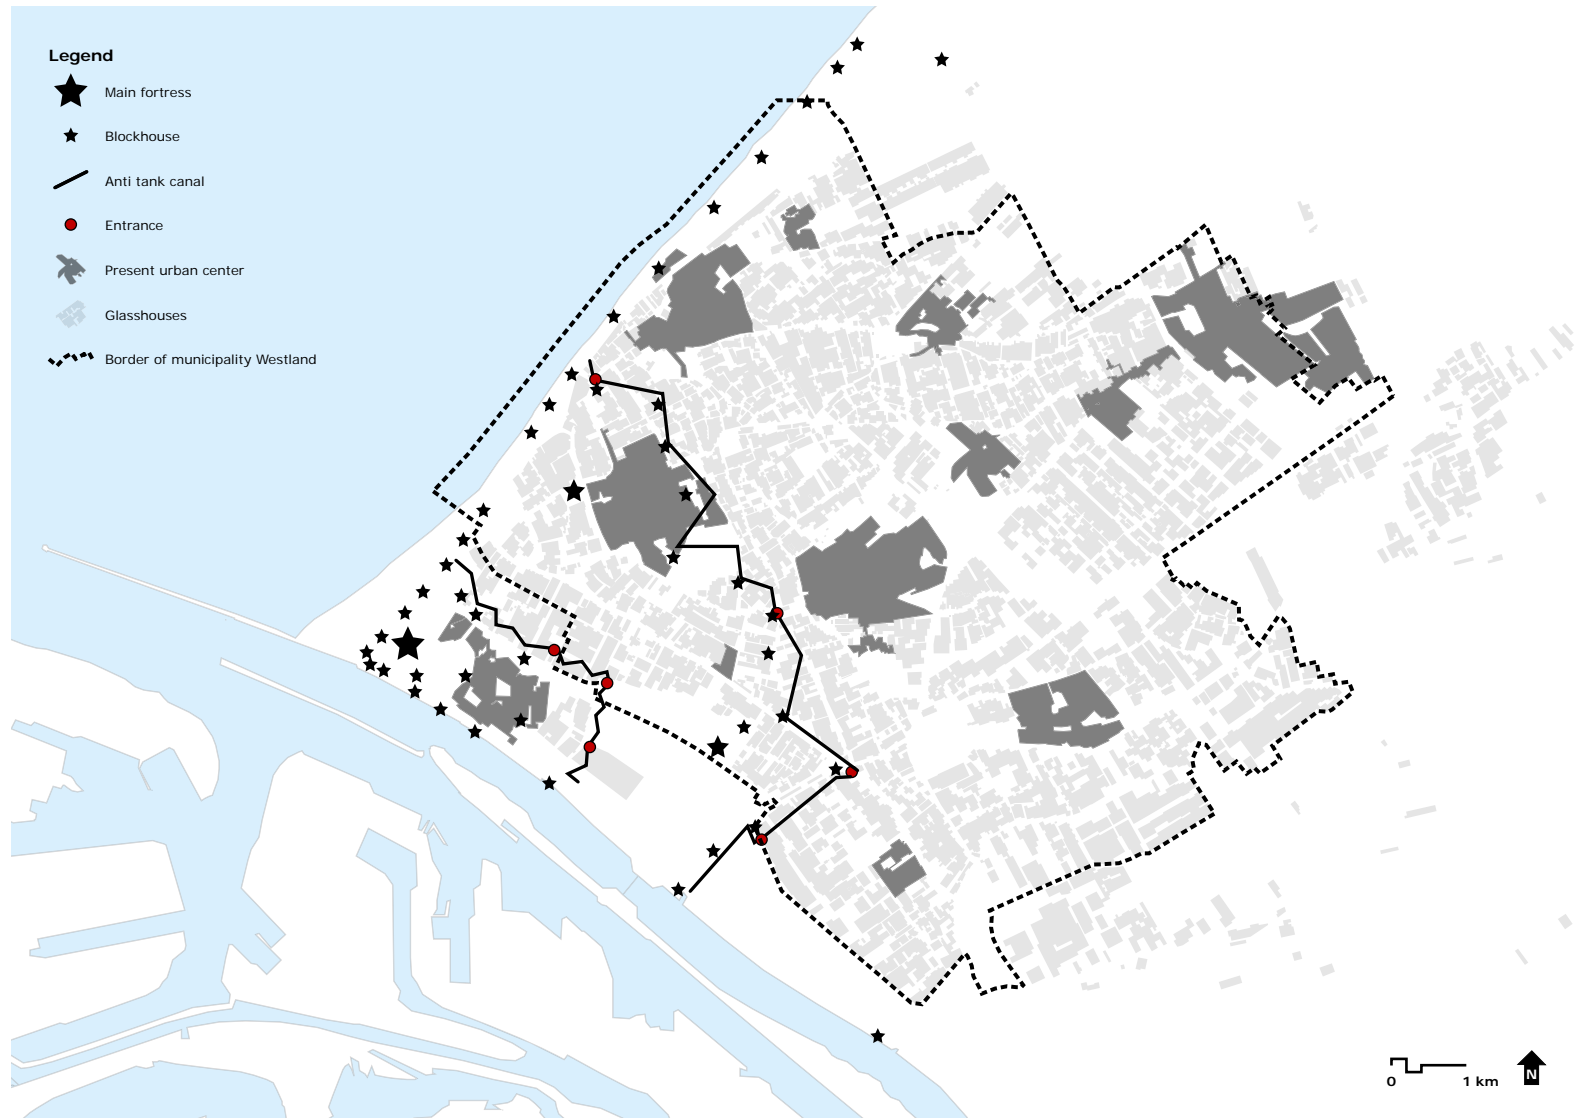 Legend
Main fortress
Blockhouse
Anti tank canal
Entrance
Present urban center
Glasshouses
Border of municipality Westland
0 1 km
N